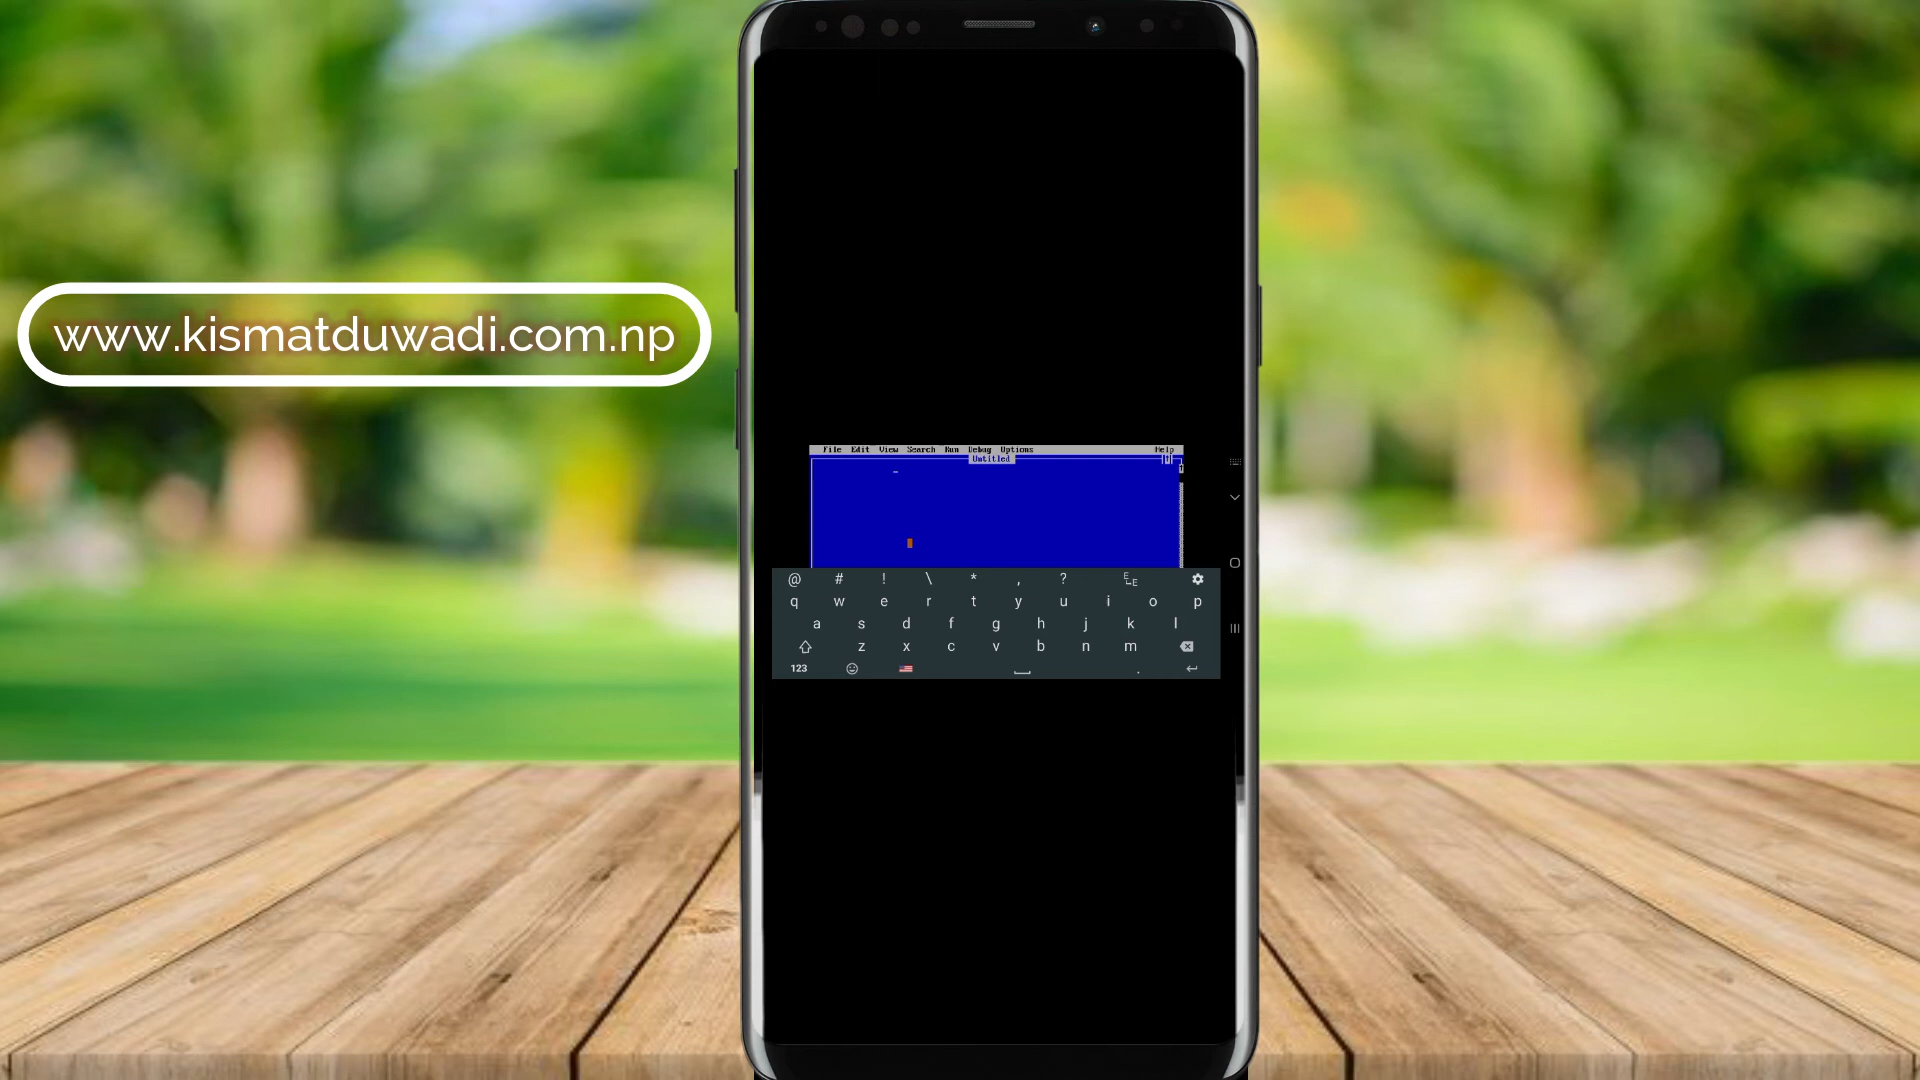 www.kismatduwadi.com.np
File Edit View Search Run Debug Options Help
Untitled
@ # ! \ * , ?
q w e r t y u i o p
a s d f g h j k l
z x c v b n m
123 .